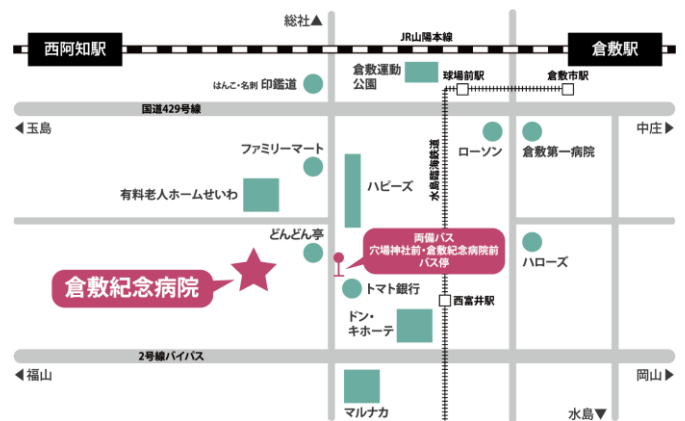 総社▲
JR山陽本線
西阿知駅
倉敷駅
はんこ・名刺 印鑑道
倉敷運動
公園
球場前駅
倉敷市駅
国道429号線
◀玉島
中庄▶
ファミリーマート
水島臨海鉄道
ローソン
倉敷第一病院
有料老人ホームせいわ
ハピーズ
どんどん亭
両備バス
穴場神社前・倉敷紀念病院前
バス停
ハローズ
倉敷紀念病院
トマト銀行
西富井駅
ドン・
キホーテ
2号線バイパス
◀福山
岡山▶
マルナカ
水島▼